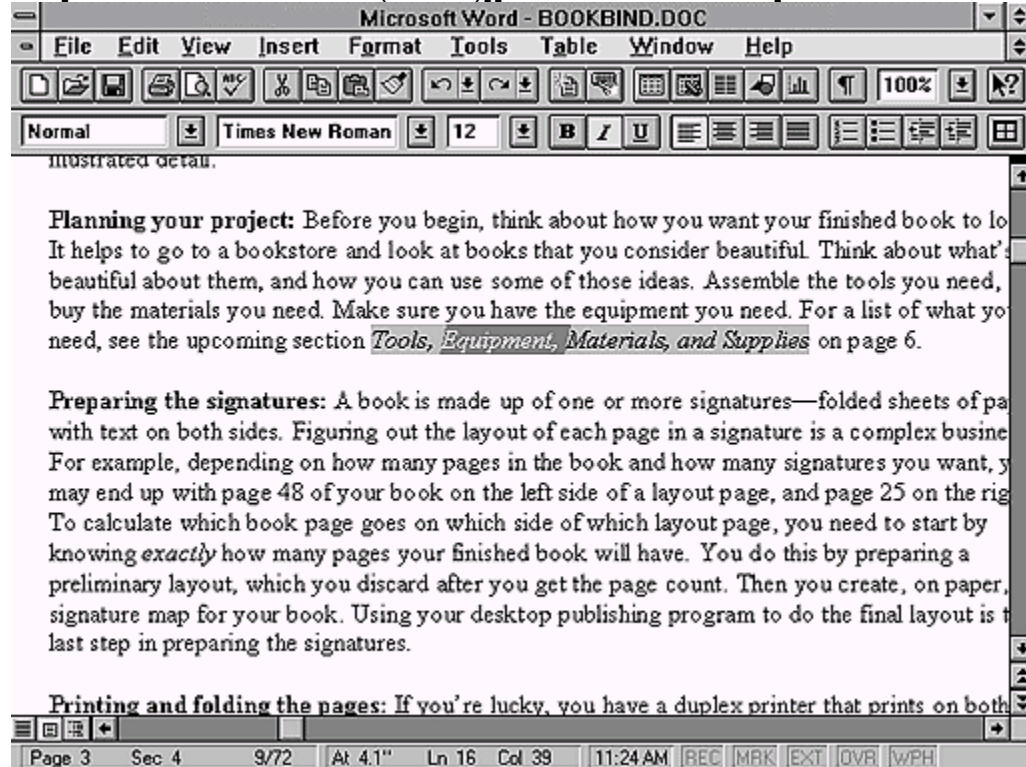 Microsoft Word - BOOKBIND.DOC
File Edit View Insert Format Tools Table Window Help
100%
Normal Times New Roman 12 B I U
illustrated detail.
Planning your project: Before you begin, think about how you want your finished book to lo
It helps to go to a bookstore and look at books that you consider beautiful. Think about what's
beautiful about them, and how you can use some of those ideas. Assemble the tools you need,
buy the materials you need. Make sure you have the equipment you need. For a list of what yo
need, see the upcoming section Tools, Equipment, Materials, and Supplies on page 6.
Preparing the signatures: A book is made up of one or more signatures—folded sheets of pa
with text on both sides. Figuring out the layout of each page in a signature is a complex busine
For example, depending on how many pages in the book and how many signatures you want, y
may end up with page 48 of your book on the left side of a layout page, and page 25 on the rig
To calculate which book page goes on which side of which layout page, you need to start by
knowing exactly how many pages your finished book will have. You do this by preparing a
preliminary layout, which you discard after you get the page count. Then you create, on paper,
signature map for your book. Using your desktop publishing program to do the final layout is t
last step in preparing the signatures.
Printing and folding the pages: If you're lucky, you have a duplex printer that prints on both
Page 3 Sec 4 9/72 At 4.1" Ln 16 Col 39 11:24 AM REC MRK EXT OVR WPH